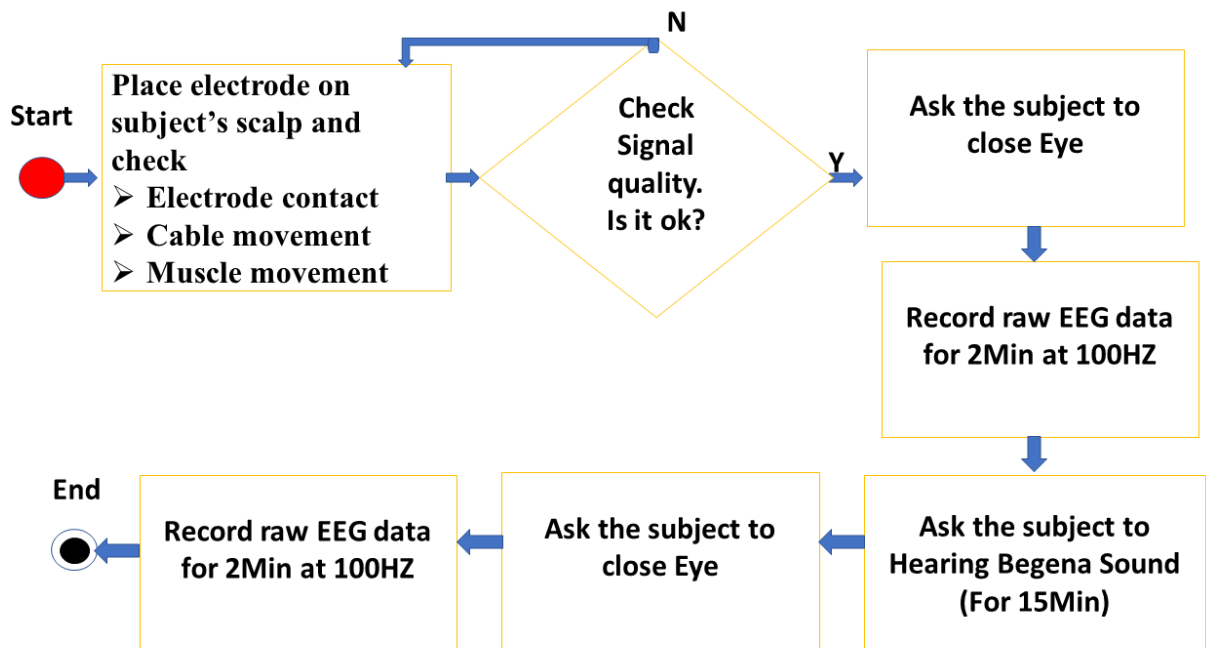 Start
Place electrode on
subject’s scalp and
check
➢ Electrode contact
➢ Cable movement
➢ Muscle movement
N
Check
Signal
quality.
Is it ok?
Y
Ask the subject to
close Eye
Record raw EEG data
for 2Min at 100HZ
Ask the subject to
Hearing Begena Sound
(For 15Min)
Ask the subject to
close Eye
Record raw EEG data
for 2Min at 100HZ
End